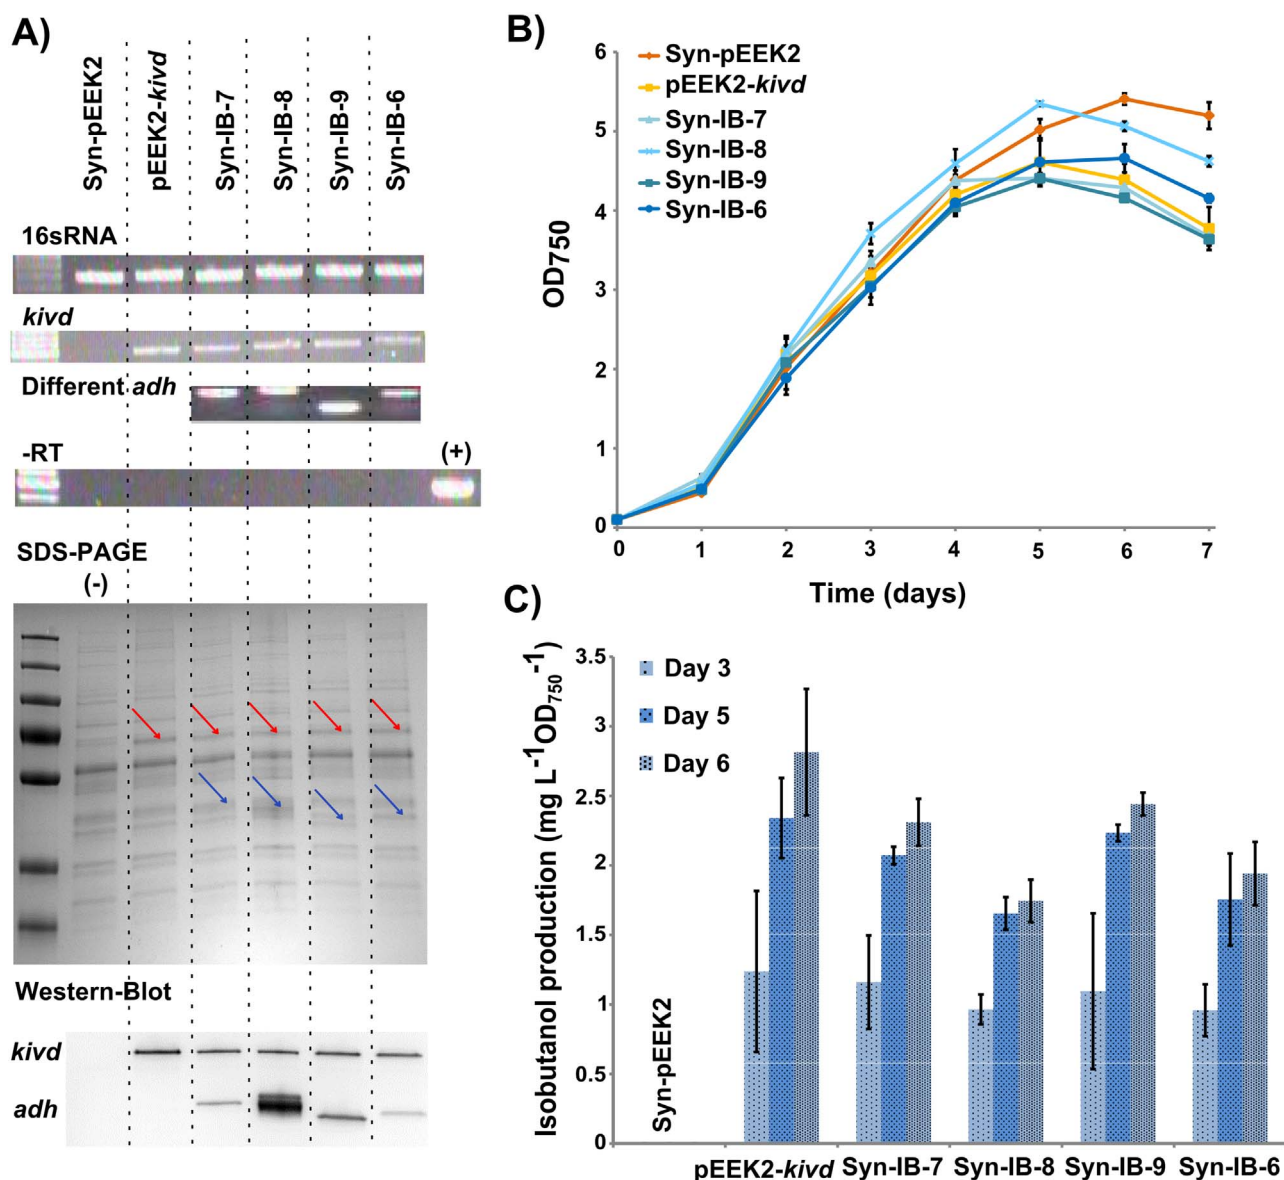 A)
Syn-pEEK2
pEEK2-kivd
Syn-IB-7
Syn-IB-8
Syn-IB-9
Syn-IB-6
16sRNA
kivd
Different adh
-RT
(+)
SDS-PAGE
(-)
Western-Blot
kivd
adh
B)
Syn-pEEK2
pEEK2-kivd
Syn-IB-7
Syn-IB-8
Syn-IB-9
Syn-IB-6
OD750
6
5
4
3
2
1
0
0 1 2 3 4 5 6 7
Time (days)
C)
Isobutanol production (mg L-1OD750-1)
3.5
3
2.5
2
1.5
1
0.5
0
Day 3
Day 5
Day 6
Syn-pEEK2
pEEK2-kivd Syn-IB-7 Syn-IB-8 Syn-IB-9 Syn-IB-6